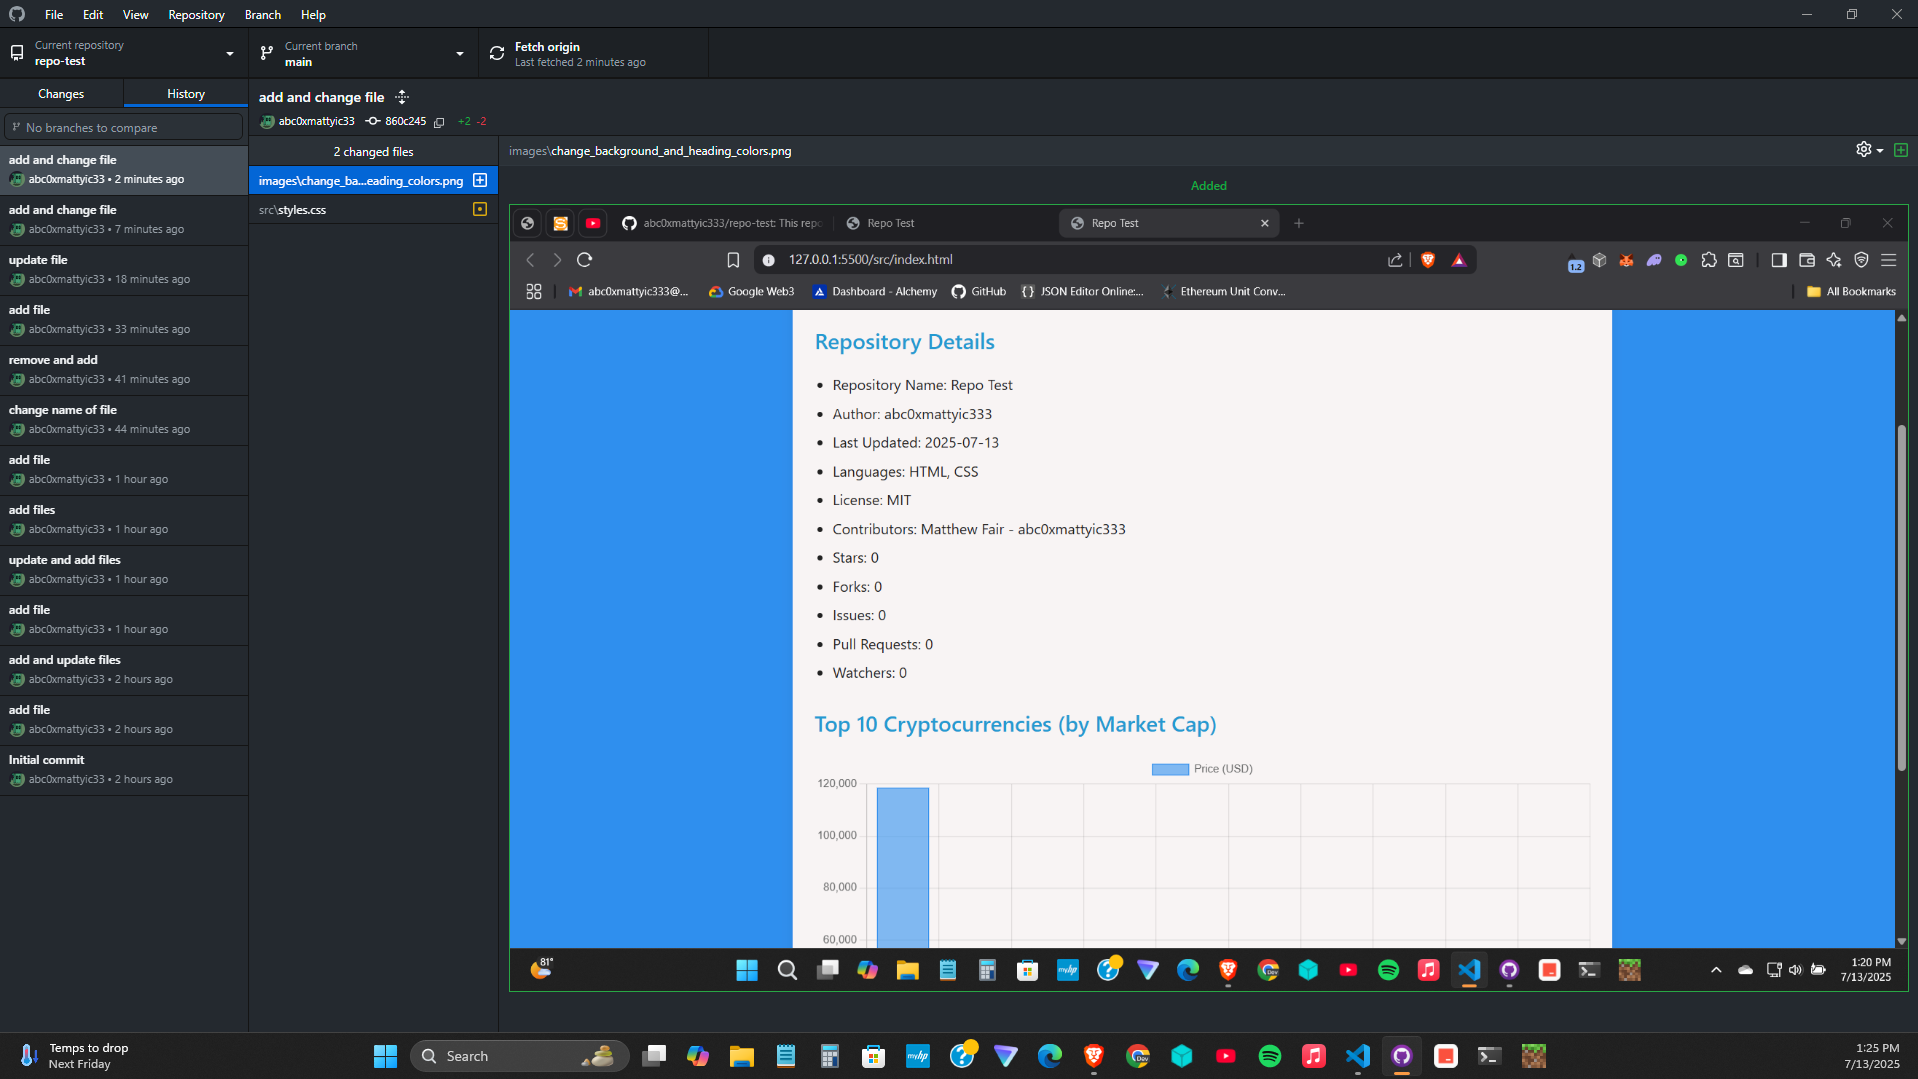 File Edit View Repository Branch Help
Current repository
repo-test
Current branch
main
Fetch origin
Last fetched 2 minutes ago
Changes
History
No branches to compare
add and change file
abc0xmattyic33 • 2 minutes ago
add and change file
abc0xmattyic33 • 7 minutes ago
update file
abc0xmattyic33 • 18 minutes ago
add file
abc0xmattyic33 • 33 minutes ago
remove and add
abc0xmattyic33 • 41 minutes ago
change name of file
abc0xmattyic33 • 44 minutes ago
add file
abc0xmattyic33 • 1 hour ago
add files
abc0xmattyic33 • 1 hour ago
update and add files
abc0xmattyic33 • 1 hour ago
add file
abc0xmattyic33 • 1 hour ago
add and update files
abc0xmattyic33 • 2 hours ago
add file
abc0xmattyic33 • 2 hours ago
Initial commit
abc0xmattyic33 • 2 hours ago
add and change file
abc0xmattyic33 860c245 +2 -2
2 changed files
images\change_ba...eading_colors.png
src\styles.css
images\change_background_and_heading_colors.png
Added
abc0xmattyic333/repo-test: This repo
Repo Test
Repo Test
127.0.0.1:5500/src/index.html
1.2
abc0xmattyic333@...
Google Web3
Dashboard - Alchemy
GitHub
JSON Editor Online:...
Ethereum Unit Conv...
All Bookmarks
Repository Details
• Repository Name: Repo Test
• Author: abc0xmattyic333
• Last Updated: 2025-07-13
• Languages: HTML, CSS
• License: MIT
• Contributors: Matthew Fair - abc0xmattyic333
• Stars: 0
• Forks: 0
• Issues: 0
• Pull Requests: 0
• Watchers: 0
Top 10 Cryptocurrencies (by Market Cap)
Price (USD)
120,000
100,000
80,000
60,000
81°
myhp
Dev
1:20 PM
7/13/2025
Temps to drop
Next Friday
Search
myhp
Dev
1:25 PM
7/13/2025